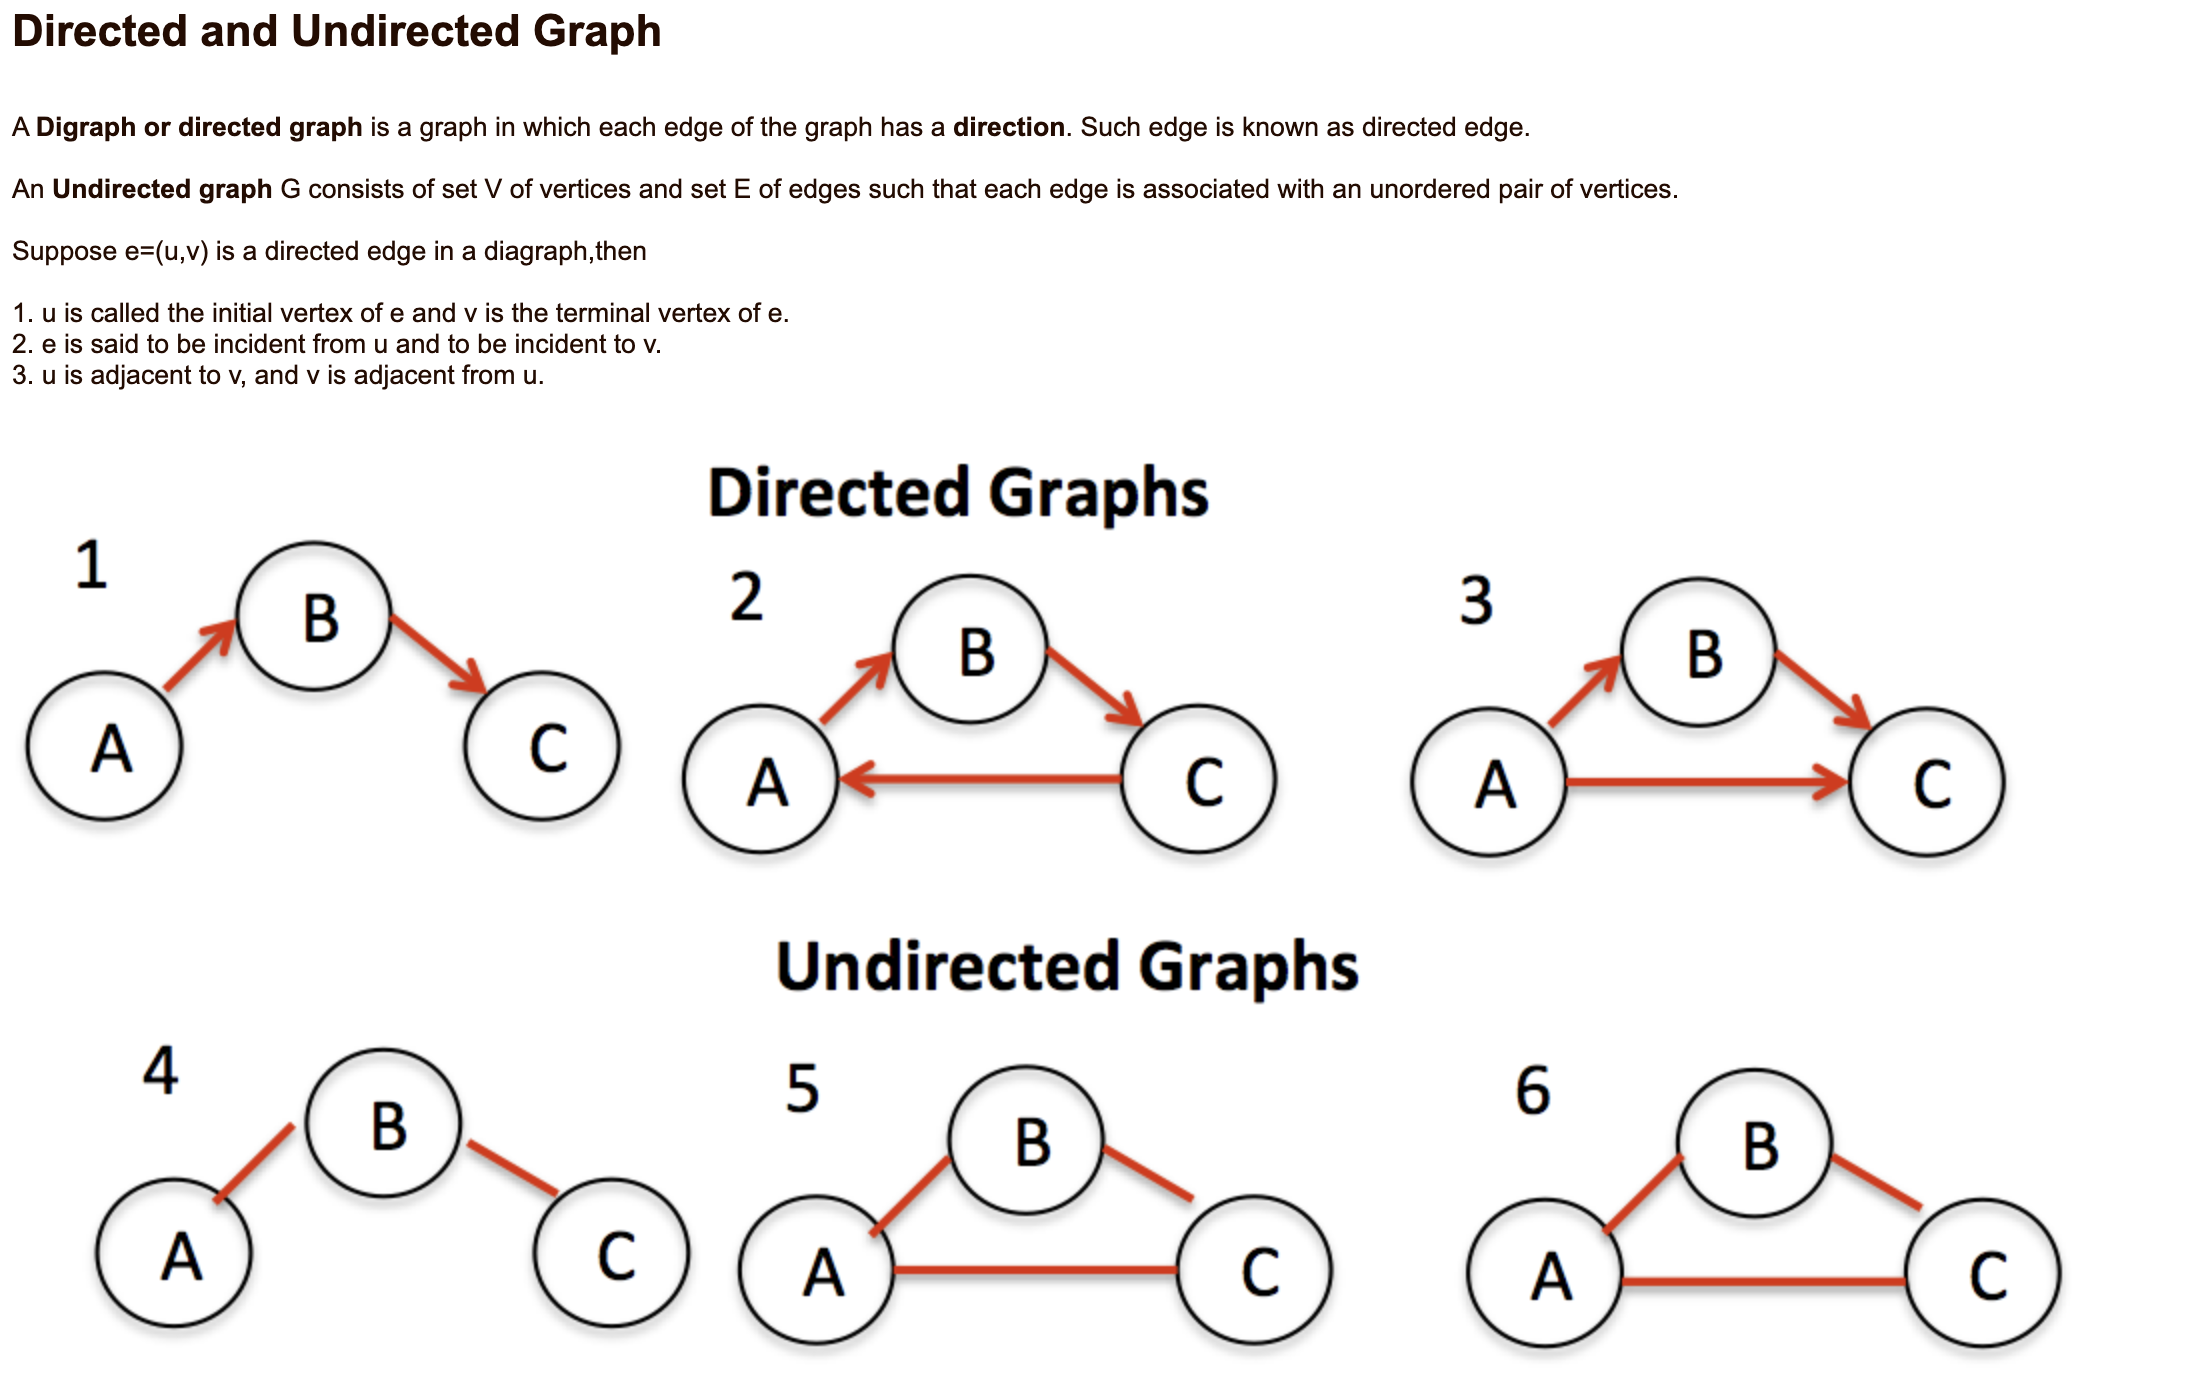 Directed and Undirected Graph
A Digraph or directed graph is a graph in which each edge of the graph has a direction. Such edge is known as directed edge.
An Undirected graph G consists of set V of vertices and set E of edges such that each edge is associated with an unordered pair of vertices.
Suppose e=(u,v) is a directed edge in a diagraph,then
1. u is called the initial vertex of e and v is the terminal vertex of e.
2. e is said to be incident from u and to be incident to v.
3. u is adjacent to v, and v is adjacent from u.
Directed Graphs
1
B
A
C
2
B
A
C
3
B
A
C
Undirected Graphs
4
B
A
C
5
B
A
C
6
B
A
C